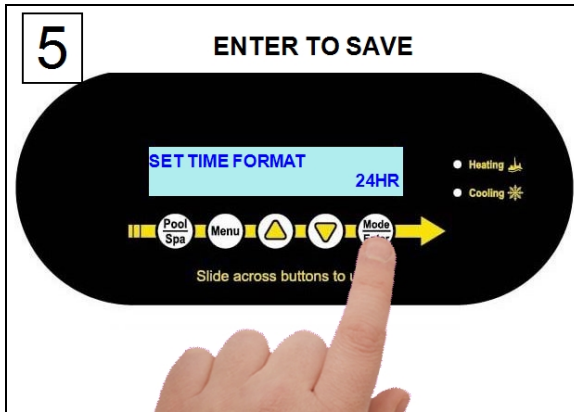 5
ENTER TO SAVE
SET TIME FORMAT
24HR
Heating
Cooling
Pool
Spa
Menu
Mode
Slide across buttons to